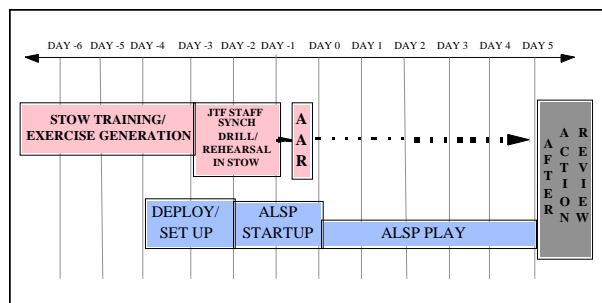 DAY -6 DAY -5 DAY -4 DAY -3 DAY -2 DAY -1 DAY 0 DAY 1 DAY 2 DAY 3 DAY 4 DAY 5
STOW TRAINING/
EXERCISE GENERATION
JTF STAFF
SYNCH
DRILL/
REHEARSAL
IN STOW
AAR
AFTER
ACTION
REVIEW
DEPLOY/
SET UP
ALSP
STARTUP
ALSP PLAY